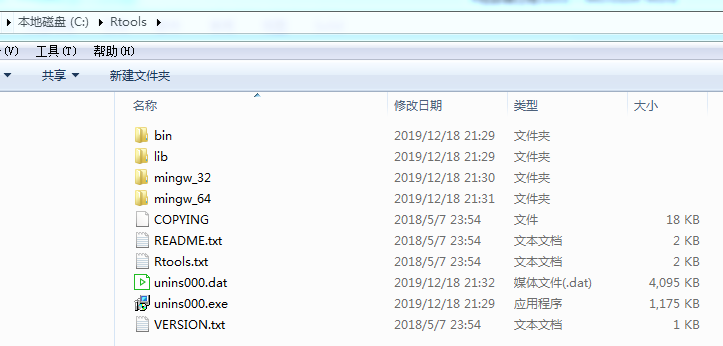 本地磁盘 (C:) Rtools
(V) 工具(T) 帮助(H)
共享 新建文件夹
名称 修改日期 类型 大小
bin 2019/12/18 21:29 文件夹
lib 2019/12/18 21:29 文件夹
mingw_32 2019/12/18 21:30 文件夹
mingw_64 2019/12/18 21:31 文件夹
COPYING 2018/5/7 23:54 文件 18 KB
README.txt 2018/5/7 23:54 文本文档 2 KB
Rtools.txt 2018/5/7 23:54 文本文档 2 KB
unins000.dat 2019/12/18 21:32 媒体文件(.dat) 4,095 KB
unins000.exe 2019/12/18 21:29 应用程序 1,175 KB
VERSION.txt 2018/5/7 23:54 文本文档 1 KB